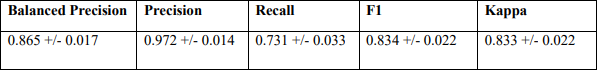 Balanced Precision Precision Recall F1 Kappa
0.865 +/- 0.017 0.972 +/- 0.014 0.731 +/- 0.033 0.834 +/- 0.022 0.833 +/- 0.022